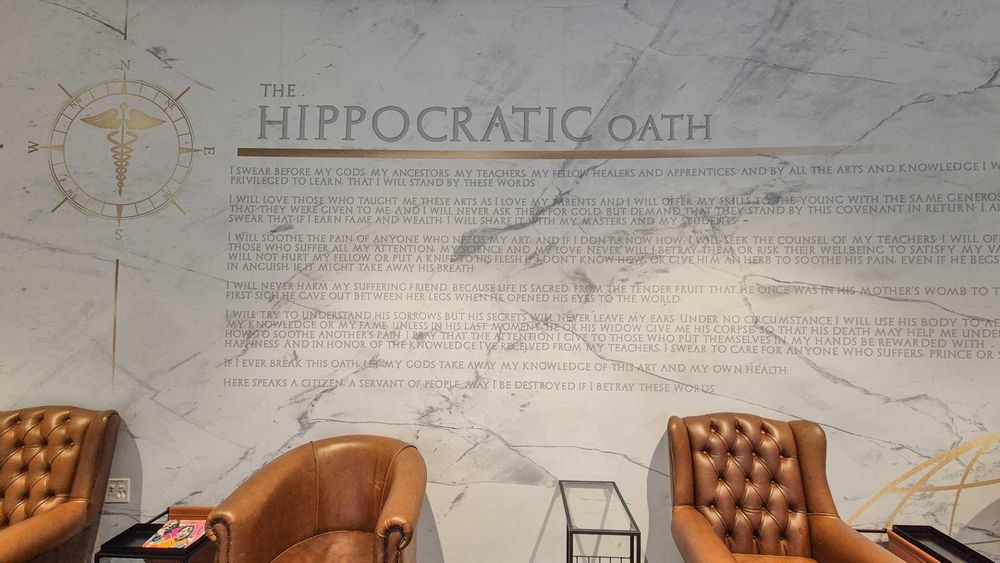 N
NW
NE
W
E
S
THE
HIPPOCRATIC OATH
I SWEAR BEFORE MY GODS, MY ANCESTORS, MY TEACHERS, MY FELLOW HEALERS AND APPRENTICES, AND BY ALL THE ARTS AND KNOWLEDGE I
PRIVILEGED TO LEARN, THAT I WILL STAND BY THESE WORDS
I WILL LOVE THOSE WHO TAUGHT ME THESE ARTS AS I LOVE MY PARENTS AND I WILL OFFER MY SKILLS TO THE YOUNG WITH THE SAME
THAT THEY WERE GIVEN TO ME AND I WILL NEVER ASK THEM FOR GOLD, BUT DEMAND THAT THEY STAND BY THIS COVENANT IN RETURN. I
SWEAR THAT IF I EARN FAME AND WEALTH, I WILL SHARE IT WITH MY MASTERS AND MY STUDENTS.
I WILL SOOTHE THE PAIN OF ANYONE WHO NEEDS MY ART AND IF I DON'T KNOW HOW, I WILL SEEK THE COUNSEL OF MY TEACHERS. I WILL
THOSE WHO SUFFER ALL MY ATTENTION, MY SCIENCE AND MY LOVE. NEVER WILL I BETRAY THEM OR RISK THEIR WELLBEING TO SATISFY MY
WILL NOT HURT MY FELLOW OR PUT A KNIFE TO HIS FLESH IF I DON'T KNOW HOW, OR GIVE HIM AN HERB TO SOOTHE HIS PAIN, EVEN IF HE BEGS
IN ANGUISH IF IT MIGHT TAKE AWAY HIS BREATH.
I WILL NEVER HARM MY SUFFERING FRIEND, BECAUSE LIFE IS SACRED, FROM THE TENDER FRUIT THAT HE ONCE WAS IN HIS MOTHER'S WOMB TO
FIRST SIGH HE GAVE OUT BETWEEN HER LEGS WHEN HE OPENED HIS EYES TO THE WORLD.
I WILL TRY TO UNDERSTAND HIS SORROWS BUT HIS SECRETS WILL NEVER LEAVE MY EARS. UNDER NO CIRCUMSTANCE I WILL USE HIS BODY TO
MY KNOWLEDGE OR MY FAME, UNLESS IN HIS LAST MOMENT HE OR HIS WIDOW GIVE ME HIS CORPSE, SO THAT HIS DEATH MAY HELP ME
HOW TO SOOTHE ANOTHER'S PAIN. I PRAY THAT THE ATTENTION I GIVE TO THOSE WHO PUT THEMSELVES IN MY HANDS BE REWARDED WITH
HAPPINESS. AND IN HONOR OF THE KNOWLEDGE I'VE RECEIVED FROM MY TEACHERS, I SWEAR TO CARE FOR ANYONE WHO SUFFERS, PRINCE OR
IF I EVER BREAK THIS OATH, LET MY GODS TAKE AWAY MY KNOWLEDGE OF THIS ART AND MY OWN HEALTH.
HERE SPEAKS A CITIZEN, A SERVANT OF PEOPLE. MAY I BE DESTROYED IF I BETRAY THESE WORDS.